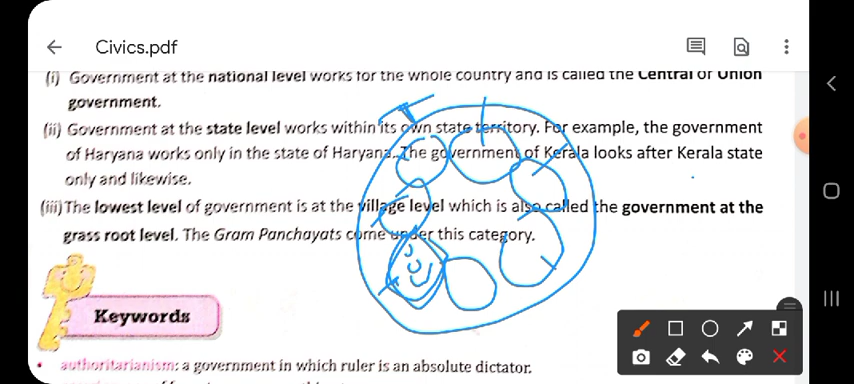 Civics.pdf
(i) Government at the national level works for the whole country and is called the Central or Union
government.
(ii) Government at the state level works within its own state territory. For example, the government
of Haryana works only in the state of Haryana. The government of Kerala looks after Kerala state
only and likewise.
(iii) The lowest level of government is at the village level which is also called the government at the
grass root level. The Gram Panchayats come under this category.
Keywords
• authoritarianism: a government in which ruler is an absolute dictator.